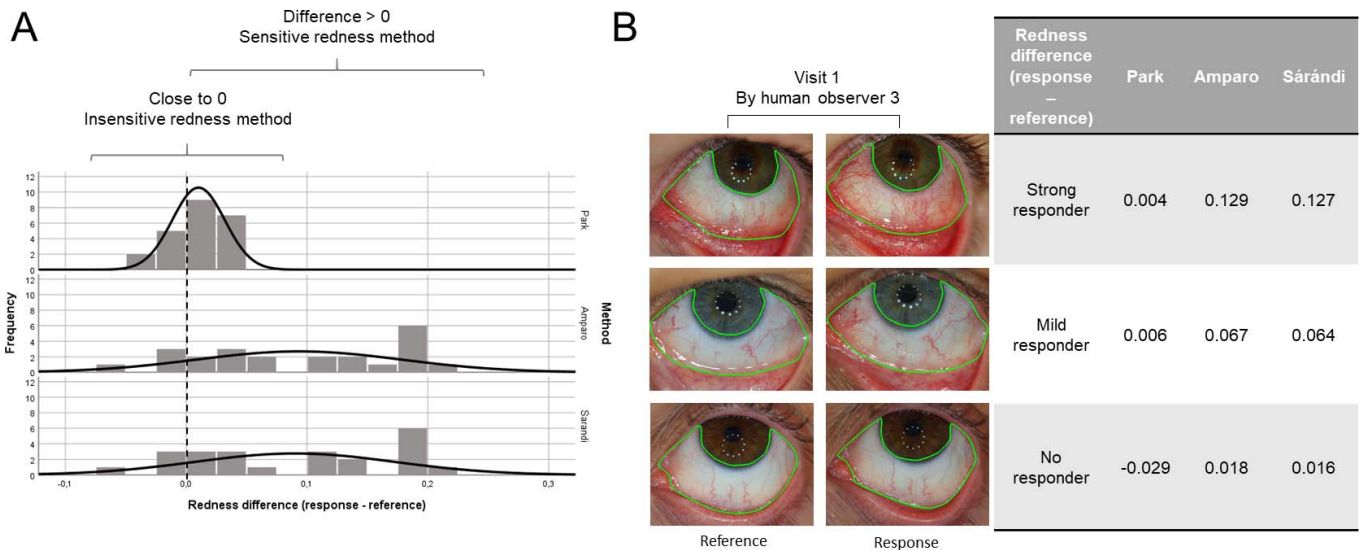 A
Difference > 0
Sensitive redness method
Close to 0
Insensitive redness method
12
10
8
6
4
2
0
Park
12
10
8
6
4
2
0
Amparo
12
10
8
6
4
2
0
Sarandi
Frequency
Method
-0,1
0,0
0,1
0,2
0,3
Redness difference (response - reference)
B
Visit 1
By human observer 3
Reference
Response
Redness
difference
(response
–
reference)
Park
Amparo
Sárándi
Strong
responder
0.004
0.129
0.127
Mild
responder
0.006
0.067
0.064
No
responder
-0.029
0.018
0.016